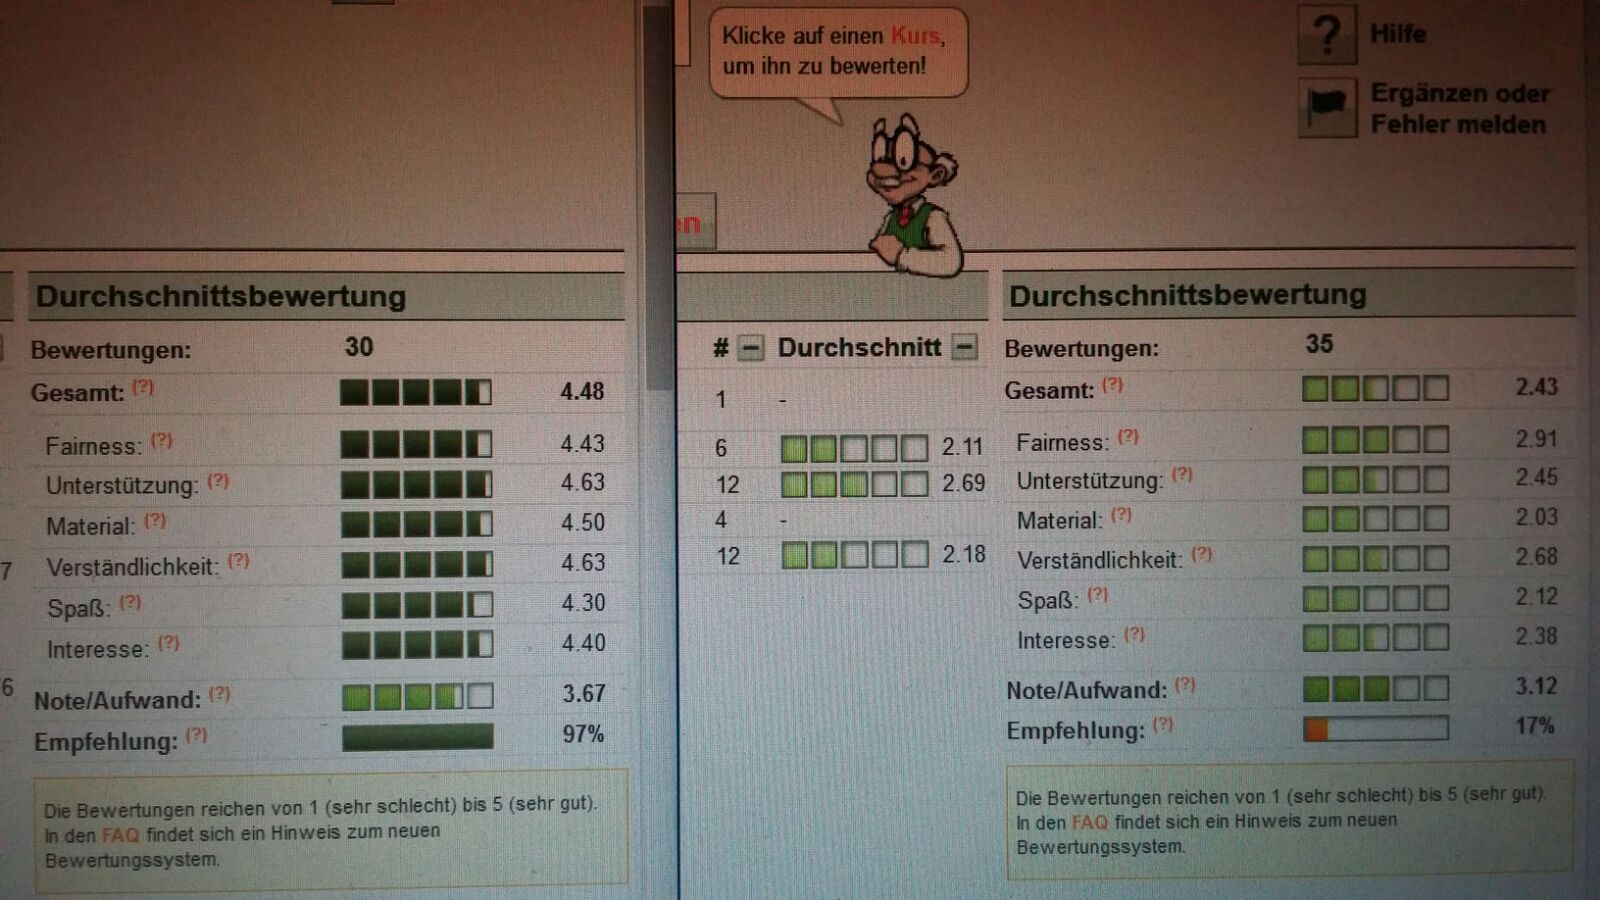 Klicke auf einen Kurs,
um ihn zu bewerten!
Hilfe
Ergänzen oder
Fehler melden
en
Durchschnittsbewertung
Bewertungen: 30
Gesamt: (?) 4.48
Fairness: (?) 4.43
Unterstützung: (?) 4.63
Material: (?) 4.50
7
Verständlichkeit: (?) 4.63
Spaß: (?) 4.30
Interesse: (?) 4.40
6
Note/Aufwand: (?) 3.67
Empfehlung: (?) 97%
Die Bewertungen reichen von 1 (sehr schlecht) bis 5 (sehr gut).
In den FAQ findet sich ein Hinweis zum neuen
Bewertungssystem.
# Durchschnitt
1 -
6 2.11
12 2.69
4 -
12 2.18
Durchschnittsbewertung
Bewertungen: 35
Gesamt: (?) 2.43
Fairness: (?) 2.91
Unterstützung: (?) 2.45
Material: (?) 2.03
Verständlichkeit: (?) 2.68
Spaß: (?) 2.12
Interesse: (?) 2.38
Note/Aufwand: (?) 3.12
Empfehlung: (?) 17%
Die Bewertungen reichen von 1 (sehr schlecht) bis 5 (sehr gut).
In den FAQ findet sich ein Hinweis zum neuen
Bewertungssystem.